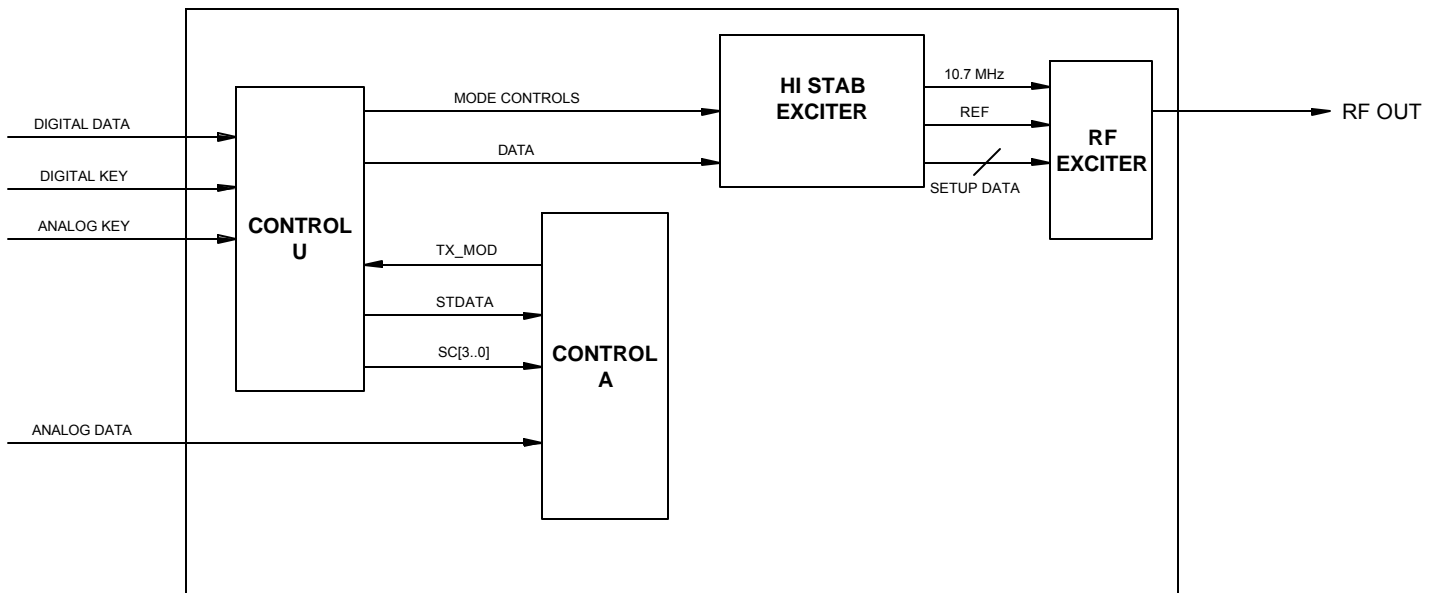 10.7 MHz
HI STAB
EXCITER
MODE CONTROLS
REF
RF OUT
DIGITAL DATA
RF
EXCITER
DATA
DIGITAL KEY
SETUP DATA
ANALOG KEY
CONTROL
U
TX_MOD
STDATA
SC[3..0]
CONTROL
A
ANALOG DATA